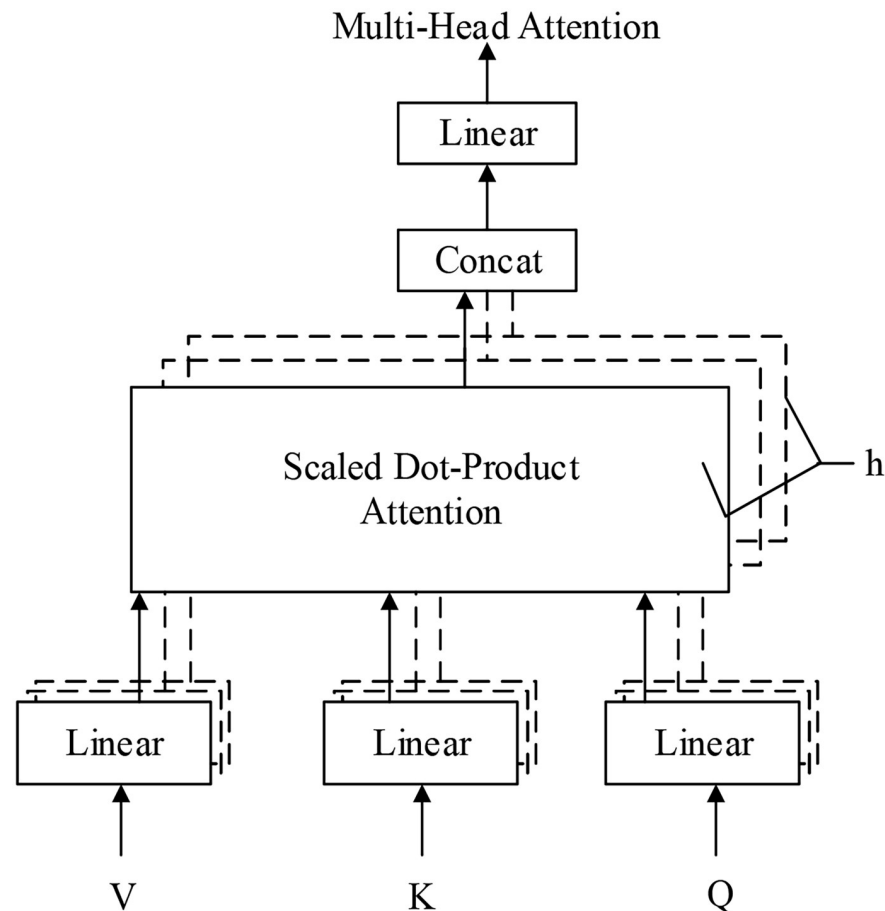 Multi-Head Attention
Linear
Concat
Scaled Dot-Product
Attention
h
Linear
Linear
Linear
V
K
Q